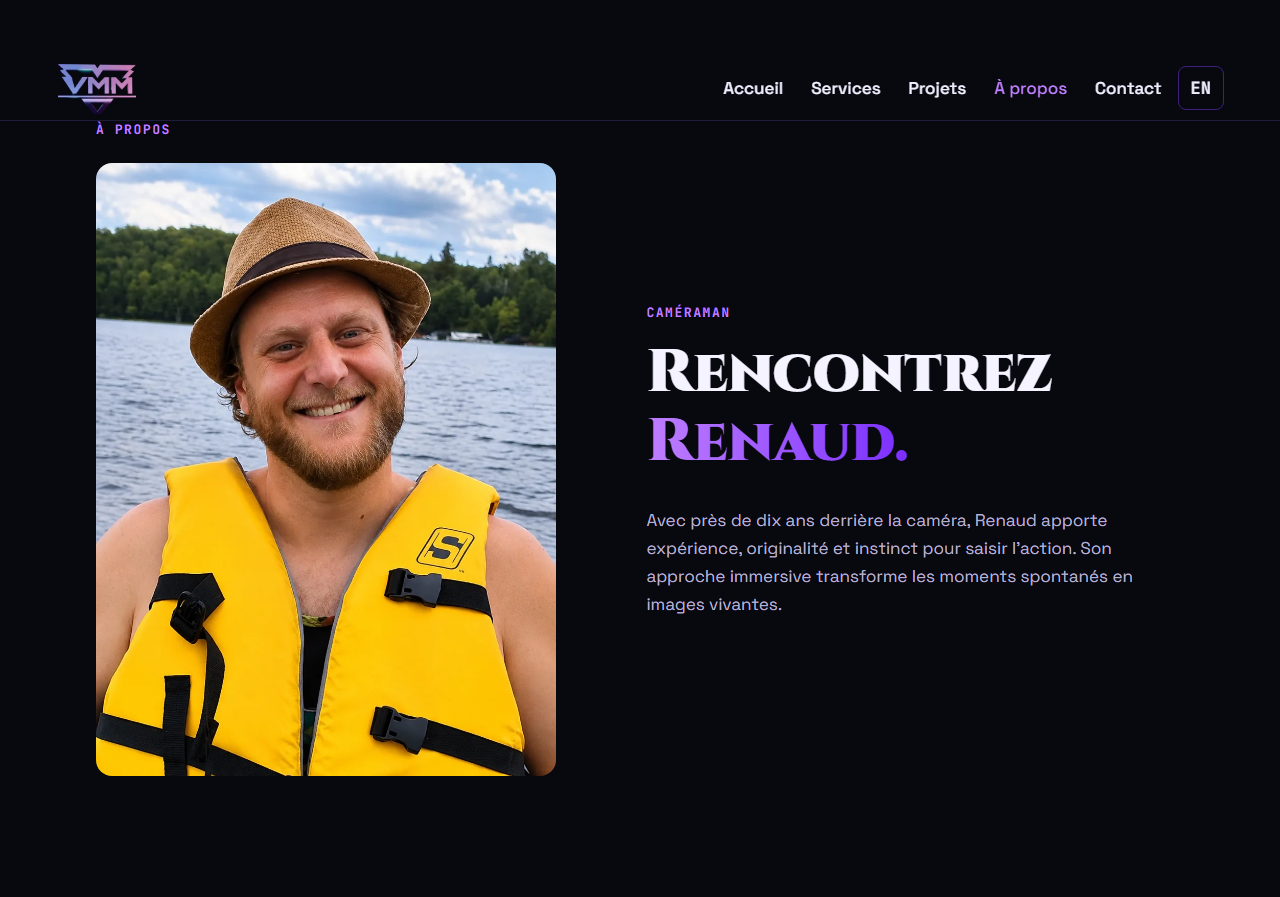 VMM
Accueil Services Projets À propos Contact EN
À PROPOS
CAMÉRAMAN
RENCONTREZ
RENAUD.
Avec près de dix ans derrière la caméra, Renaud apporte
expérience, originalité et instinct pour saisir l’action. Son
approche immersive transforme les moments spontanés en
images vivantes.
S